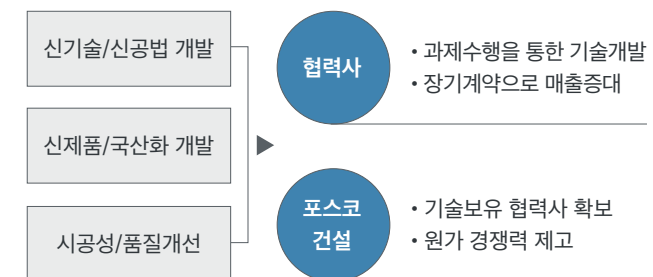 신기술/신공법 개발
신제품/국산화 개발
시공성/품질개선
협력사
• 과제수행을 통한 기술개발
• 장기계약으로 매출증대
포스코
건설
• 기술보유 협력사 확보
• 원가 경쟁력 제고